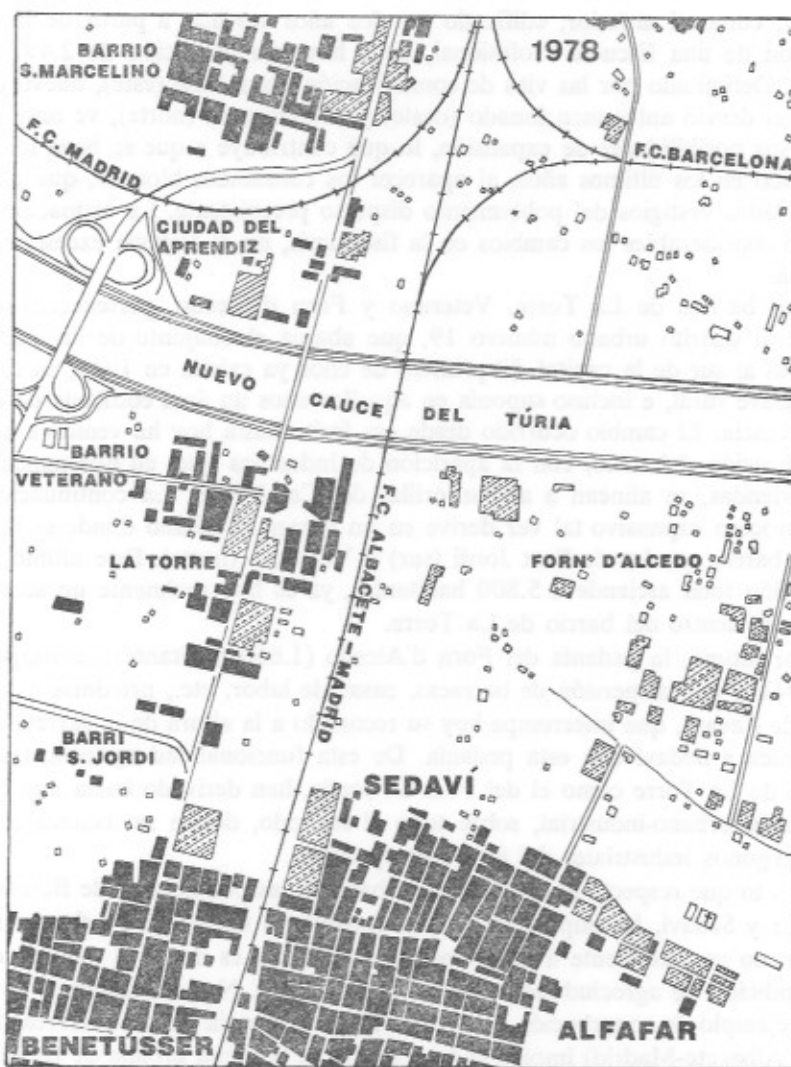 BARRIO
S.MARCELINO
1978
F.C. MADRID
F.C.BARCELONA
CIUDAD DEL
APRENDIZ
NUEVO CAUCE DEL TÚRIA
BARRIO
VETERANO
F.C. ALBACETE-MADRID
LA TORRE
FORNº D'ALCEDO
BARRI
S. JORDI
SEDAVÍ
ALFAFAR
BENETÚSSER